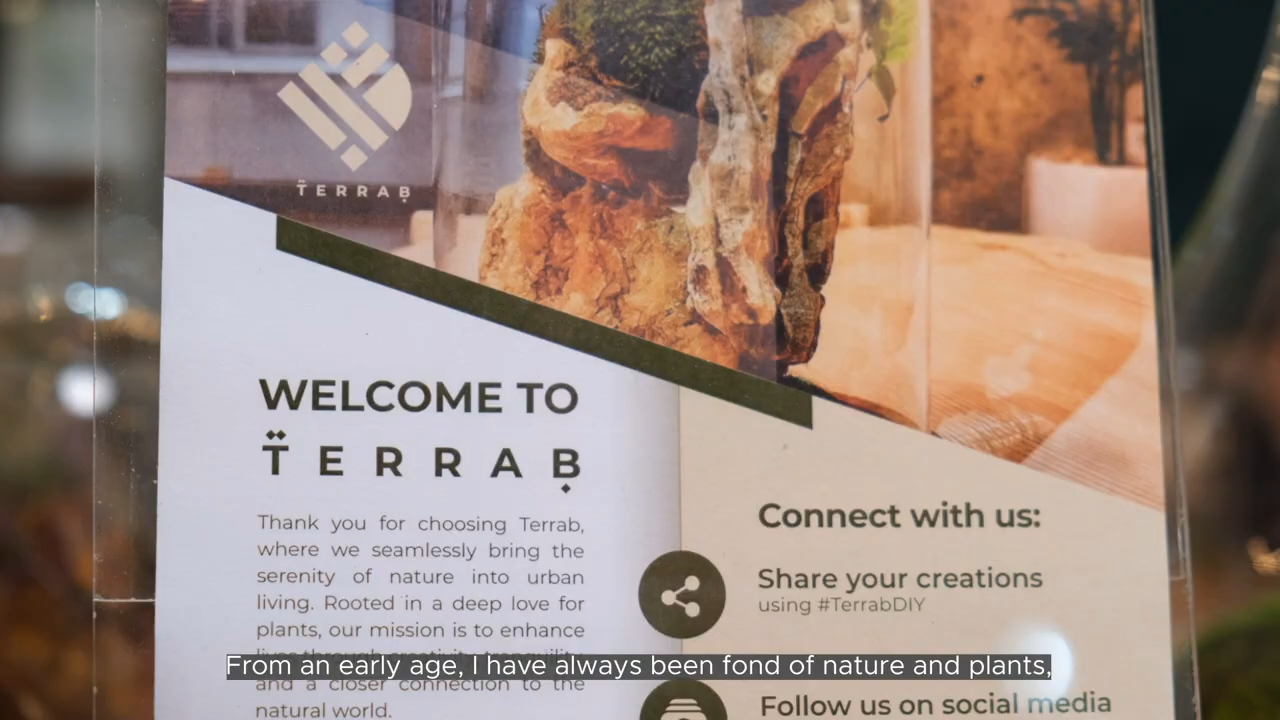 T̈ERRAḄ
WELCOME TO
T̈ERRAḄ
Thank you for choosing Terrab,
where we seamlessly bring the
serenity of nature into urban
living. Rooted in a deep love for
plants, our mission is to enhance
and a closer connection to the
natural world.
Connect with us:
Share your creations
using #TerrabDIY
Follow us on social media
From an early age, I have always been fond of nature and plants,